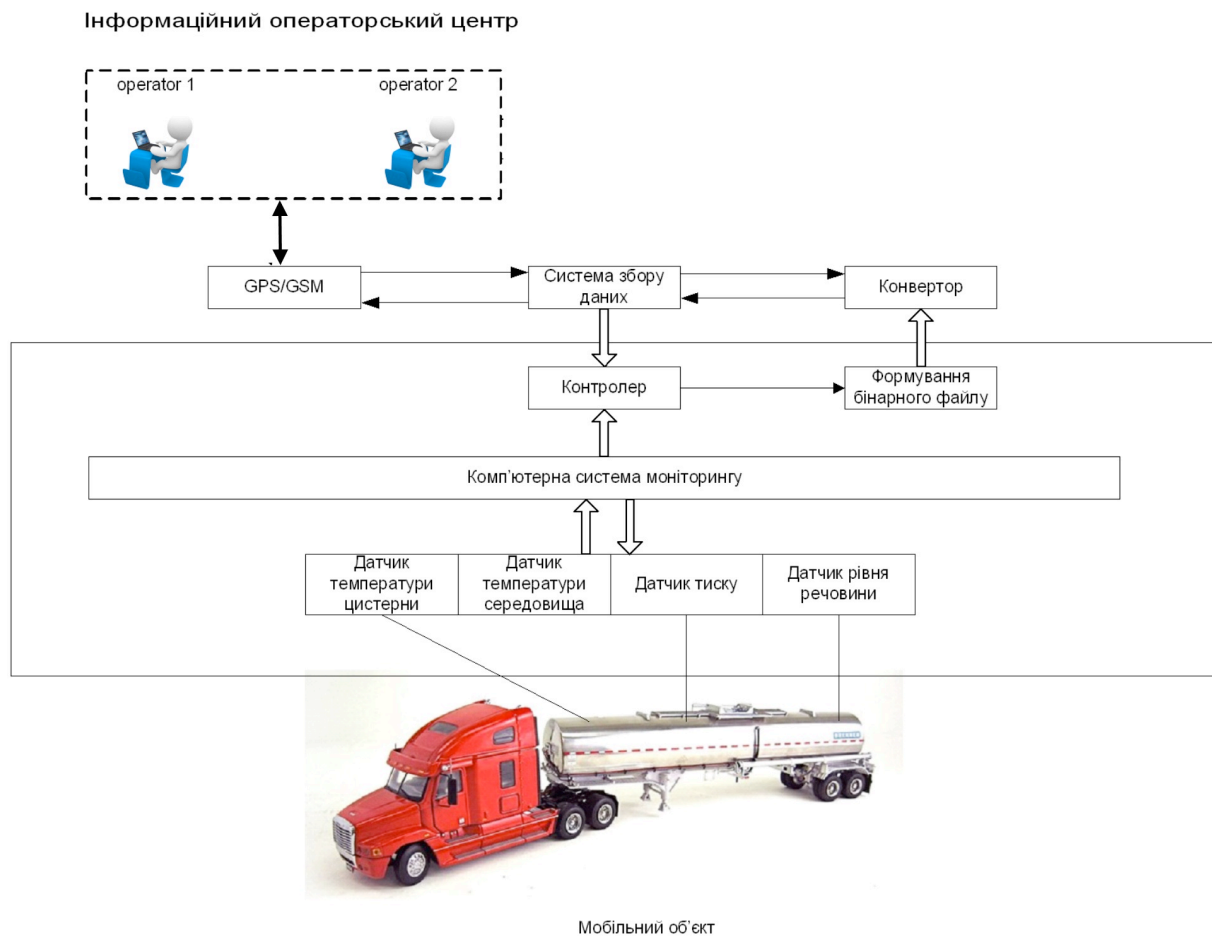 Інформаційний операторський центр
operator 1
operator 2
GPS/GSM
Система збору
даних
Конвертор
Контролер
Формування
бінарного файлу
Комп'ютерна система моніторингу
Датчик
температури
цистерни
Датчик
температури
середовища
Датчик тиску
Датчик рівня
речовини
Мобільний об'єкт